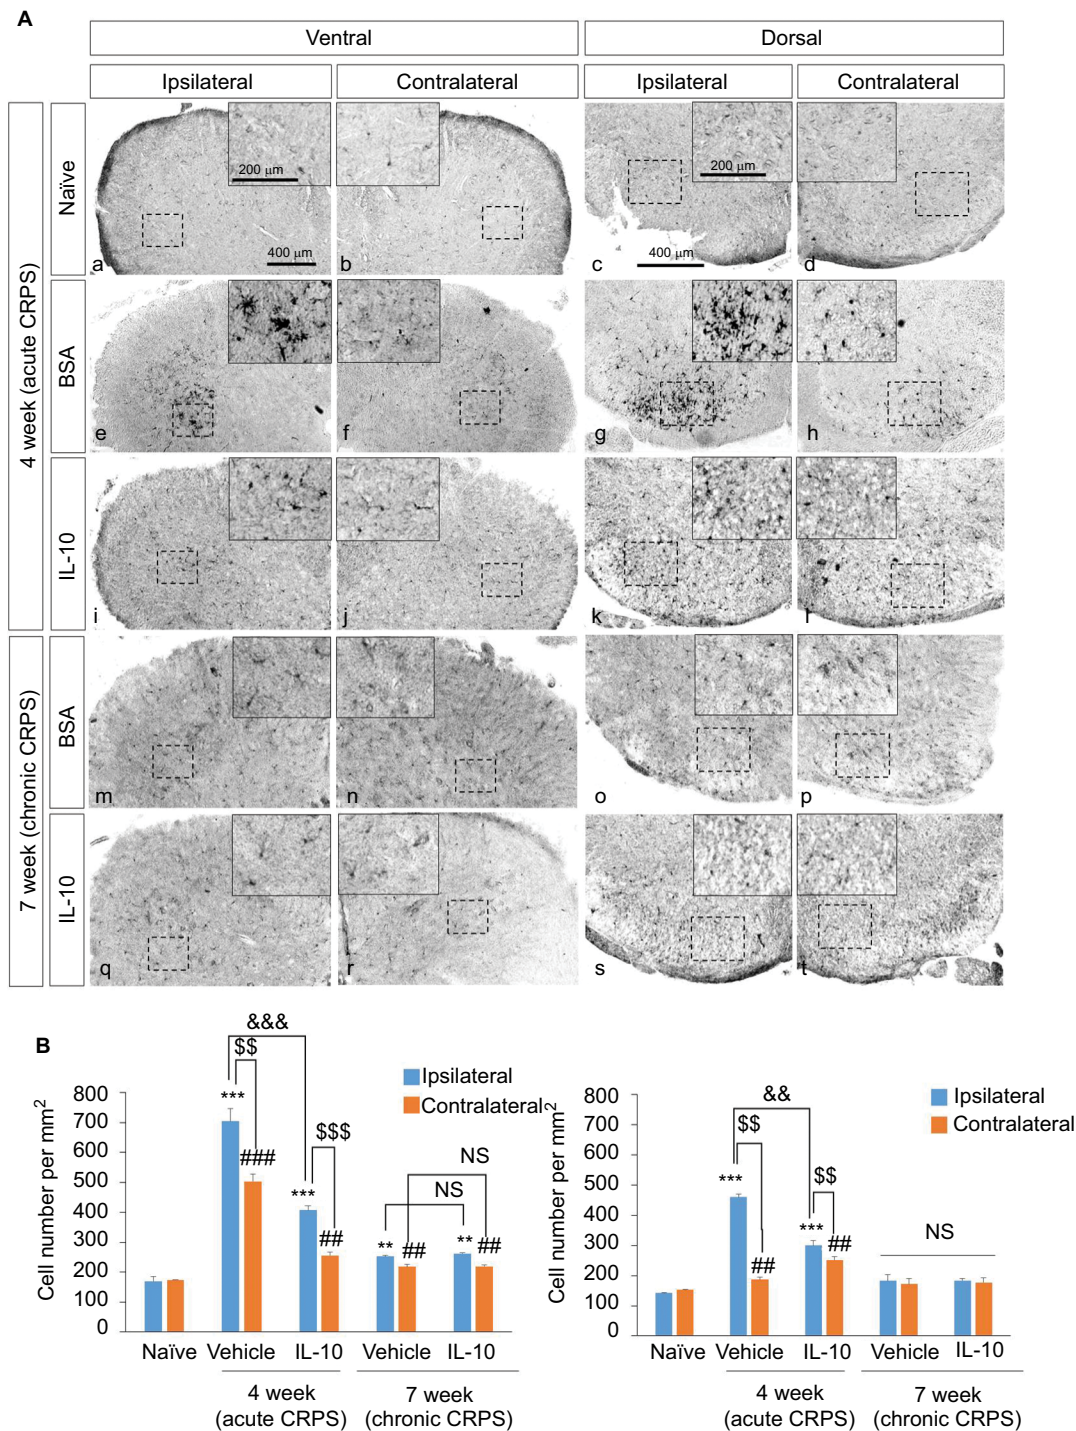 A
Ventral
Dorsal
Ipsilateral
Contralateral
Ipsilateral
Contralateral
4 week (acute CRPS)
Naïve
200 µm
400 µm
a
b
200 µm
400 µm
c
d
BSA
e
f
g
h
IL-10
i
j
k
l
7 week (chronic CRPS)
BSA
m
n
o
p
IL-10
q
r
s
t
B
&&&
$$
***
###
$$$
***
##
NS
NS
**
##
**
##
Ipsilateral
Contralateral
Cell number per mm2
800
700
600
500
400
300
200
100
0
Naïve
Vehicle
IL-10
Vehicle
IL-10
4 week
(acute CRPS)
7 week
(chronic CRPS)
&&
$$
***
##
$$
***
##
NS
Ipsilateral
Contralateral
Cell number per mm2
800
700
600
500
400
300
200
100
0
Naïve
Vehicle
IL-10
Vehicle
IL-10
4 week
(acute CRPS)
7 week
(chronic CRPS)